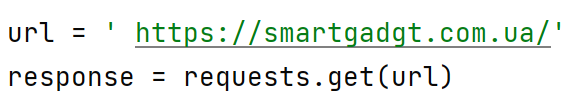 url = ' https://smartgadgt.com.ua/'
response = requests.get(url)